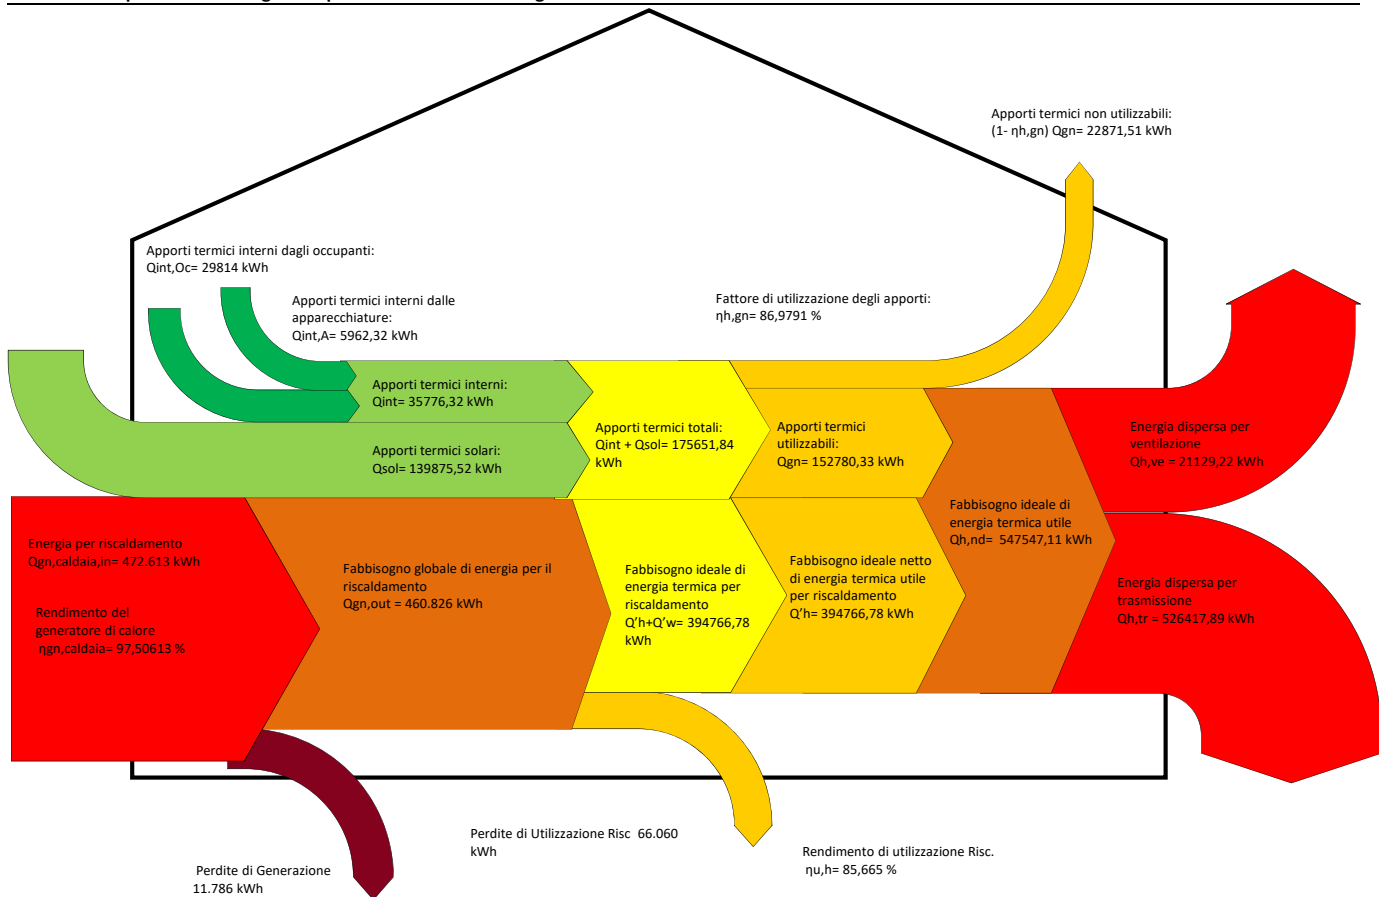 Apporti termici non utilizzabili:
(1- ηh,gn) Qgn= 22871,51 kWh
Apporti termici interni dagli occupanti:
Qint,Oc= 29814 kWh
Apporti termici interni dalle
apparecchiature:
Qint,A= 5962,32 kWh
Fattore di utilizzazione degli apporti:
ηh,gn= 86,9791 %
Apporti termici interni:
Qint= 35776,32 kWh
Apporti termici solari:
Qsol= 139875,52 kWh
Apporti termici totali:
Qint + Qsol= 175651,84
kWh
Apporti termici
utilizzabili:
Qgn= 152780,33 kWh
Energia dispersa per
ventilazione
Qh,ve = 21129,22 kWh
Fabbisogno ideale di
energia termica utile
Qh,nd= 547547,11 kWh
Energia per riscaldamento
Qgn,caldaia,in= 472.613 kWh
Rendimento del
generatore di calore
ηgn,caldaia= 97,50613 %
Fabbisogno globale di energia per il
riscaldamento
Qgn,out = 460.826 kWh
Fabbisogno ideale di
energia termica per
riscaldamento
Q'h+Q'w= 394766,78
kWh
Fabbisogno ideale netto
di energia termica utile
per riscaldamento
Q'h= 394766,78 kWh
Energia dispersa per
trasmissione
Qh,tr = 526417,89 kWh
Perdite di Utilizzazione Risc 66.060
kWh
Rendimento di utilizzazione Risc.
ηu,h= 85,665 %
Perdite di Generazione
11.786 kWh